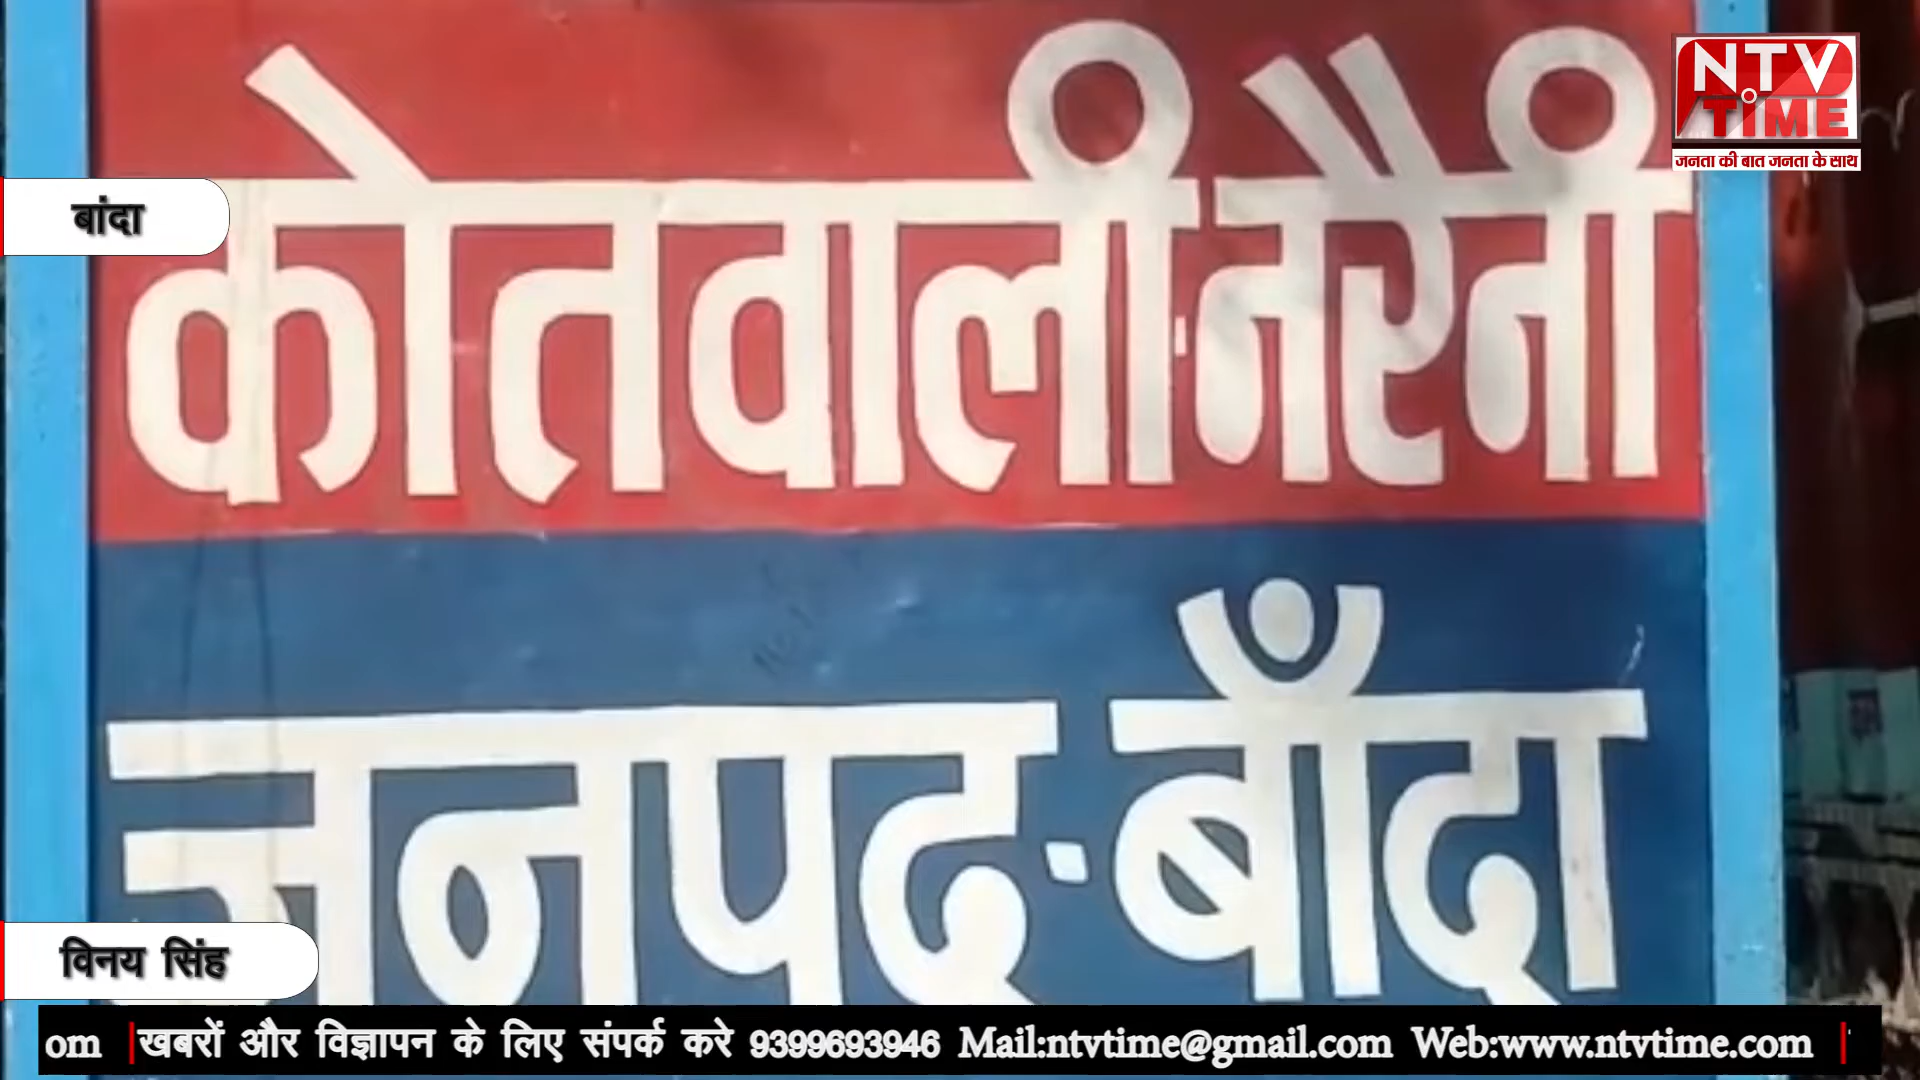 NTV
TIME
जनता की बात जनता के साथ
बांदा
कोतवाली-नरैनी
जनपद-बाँदा
विनय सिंह
om |खबरों और विज्ञापन के लिए संपर्क करे 9399693946 Mail:ntvtime@gmail.com Web:www.ntvtime.com |